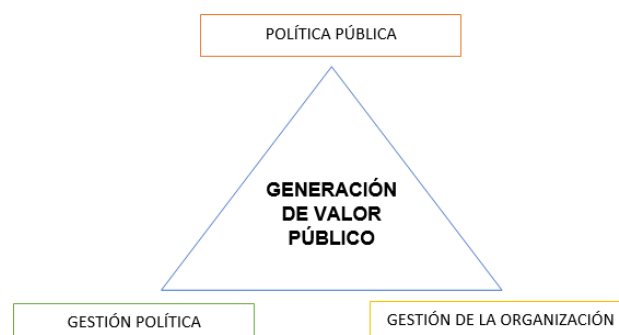 POLÍTICA PÚBLICA
GENERACIÓN
DE VALOR
PÚBLICO
GESTIÓN POLÍTICA
GESTIÓN DE LA ORGANIZACIÓN